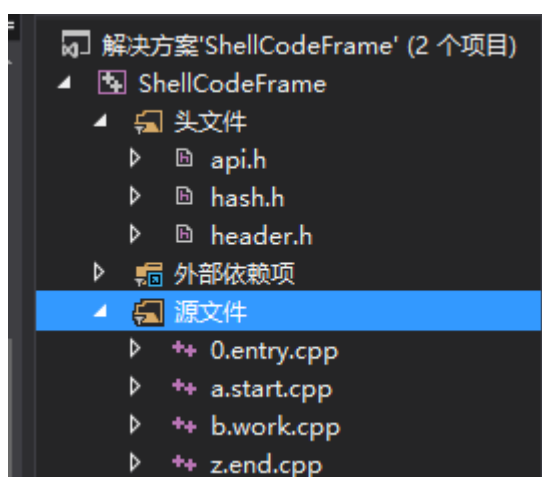 解决方案'ShellCodeFrame' (2 个项目)
ShellCodeFrame
头文件
api.h
hash.h
header.h
外部依赖项
源文件
0.entry.cpp
a.start.cpp
b.work.cpp
z.end.cpp